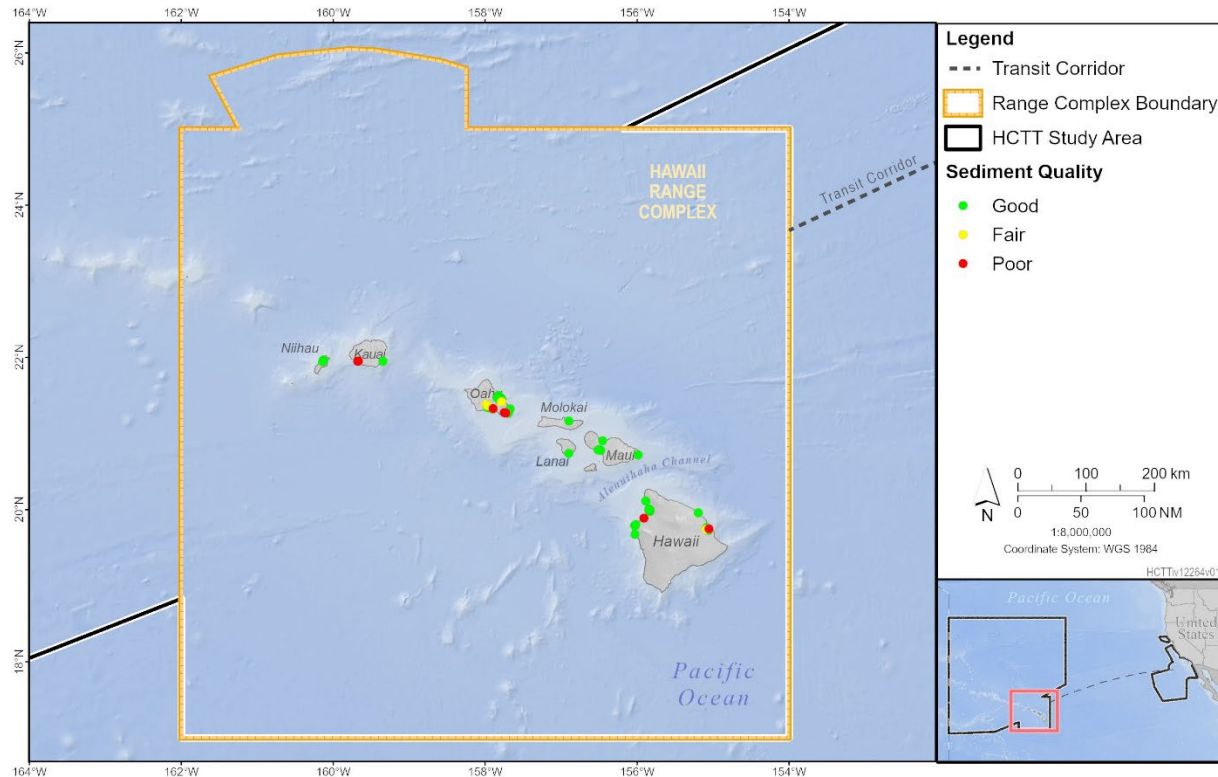 164°W 162°W 160°W 158°W 156°W 154°W
26°N
24°N
22°N
20°N
18°N
HAWAII
RANGE
COMPLEX
Transit Corridor
Niihau
Kauai
Oahu
Molokai
Lanai
Maui
Alenuihaha Channel
Hawaii
Pacific
Ocean
164°W 162°W 160°W 158°W 156°W 154°W
Legend
Transit Corridor
Range Complex Boundary
HCTT Study Area
Sediment Quality
Good
Fair
Poor
N
0 100 200 km
0 50 100 NM
1:8,000,000
Coordinate System: WGS 1984
HCTTiv12264v01
Pacific Ocean
United
States